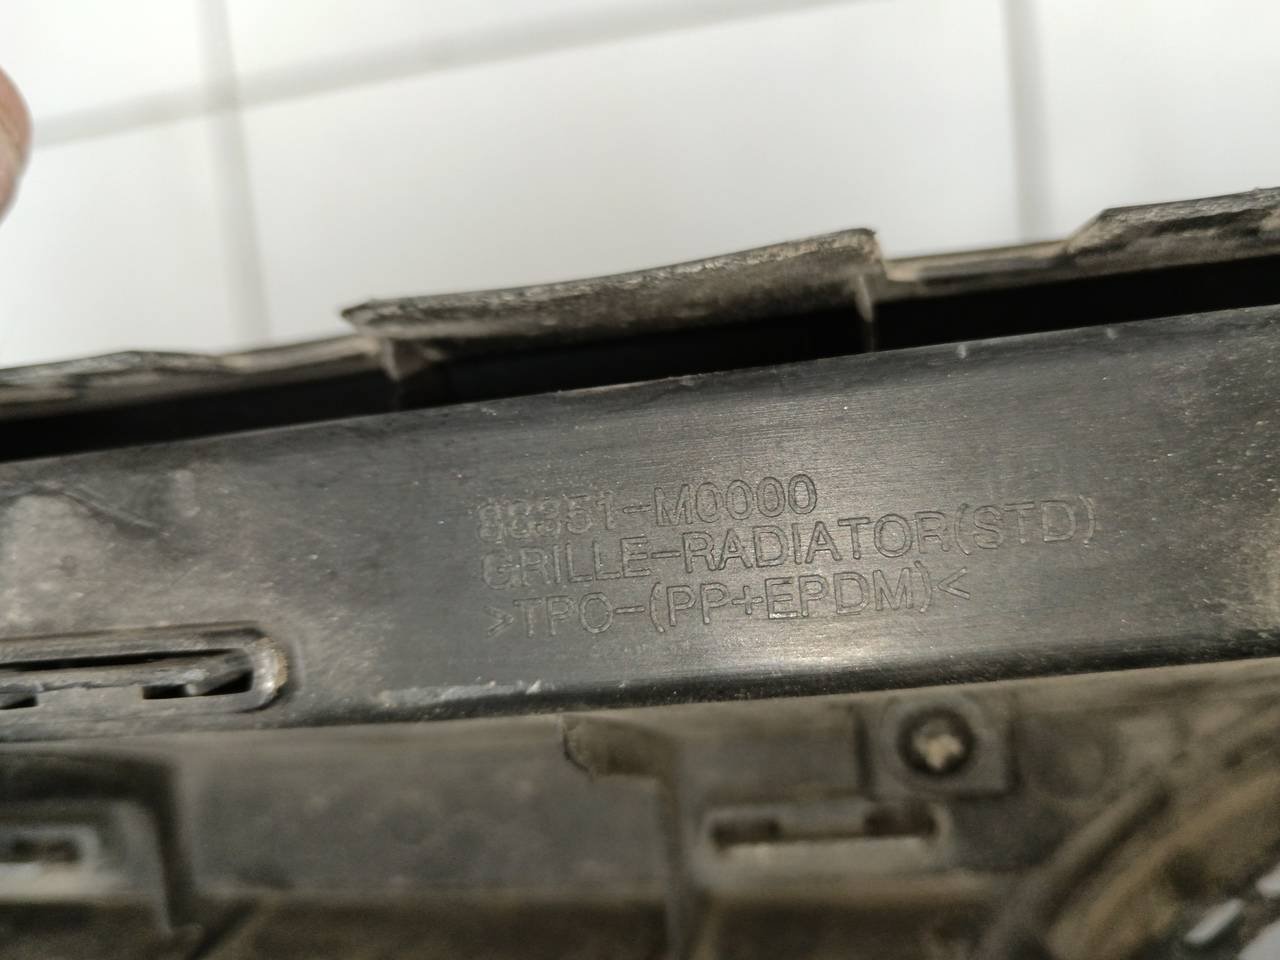 86351-M0000
GRILLE-RADIATOR(STD)
>TPO-(PP+EPDM)<